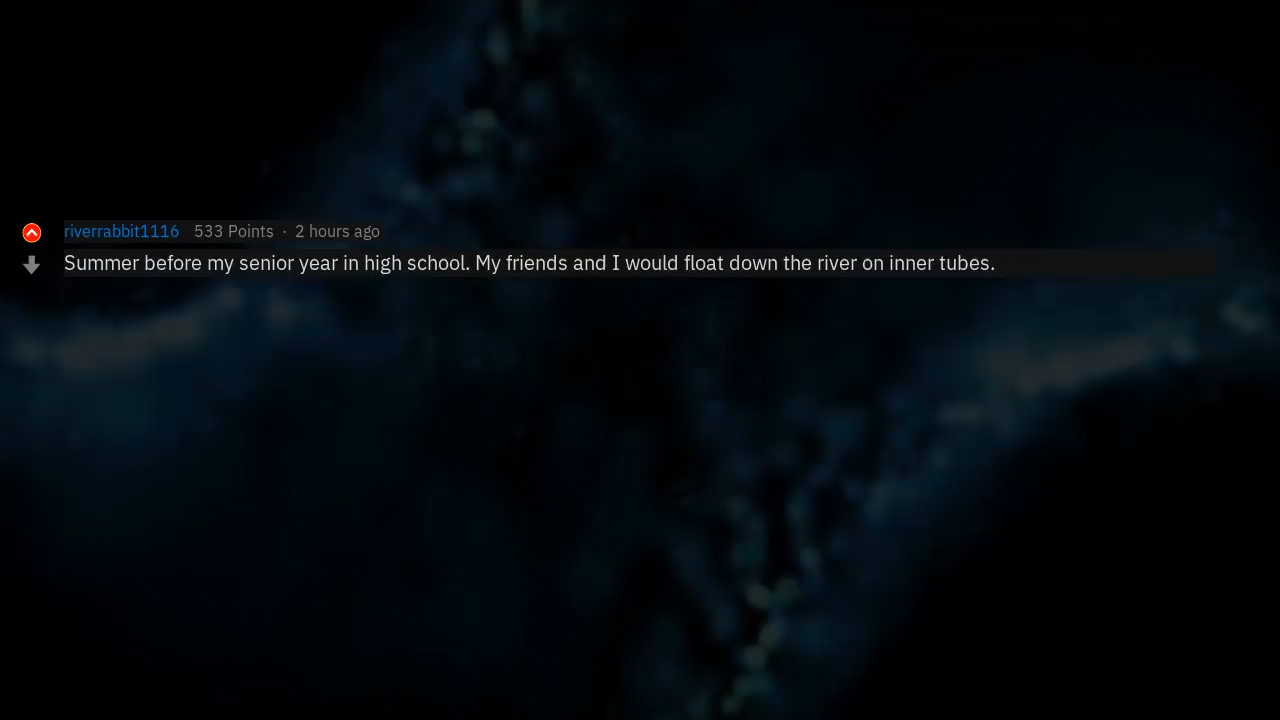 riverrabbit1116 533 Points · 2 hours ago
Summer before my senior year in high school. My friends and I would float down the river on inner tubes.